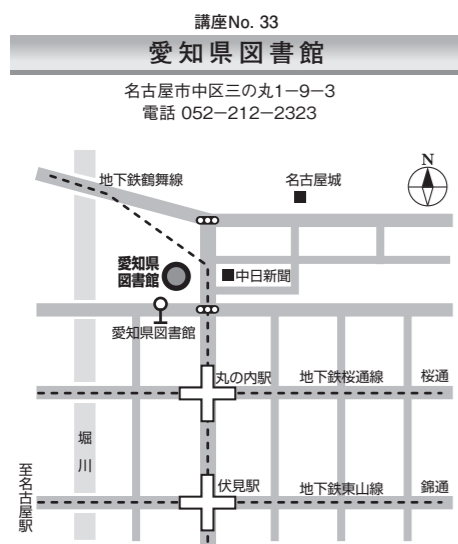 講座No. 33
愛知県図書館
名古屋市中区三の丸1－9－3
電話 052－212－2323
N
地下鉄鶴舞線
名古屋城
愛知県
図書館
中日新聞
愛知県図書館
丸の内駅
地下鉄桜通線
桜通
堀川
至名古屋駅
伏見駅
地下鉄東山線
錦通